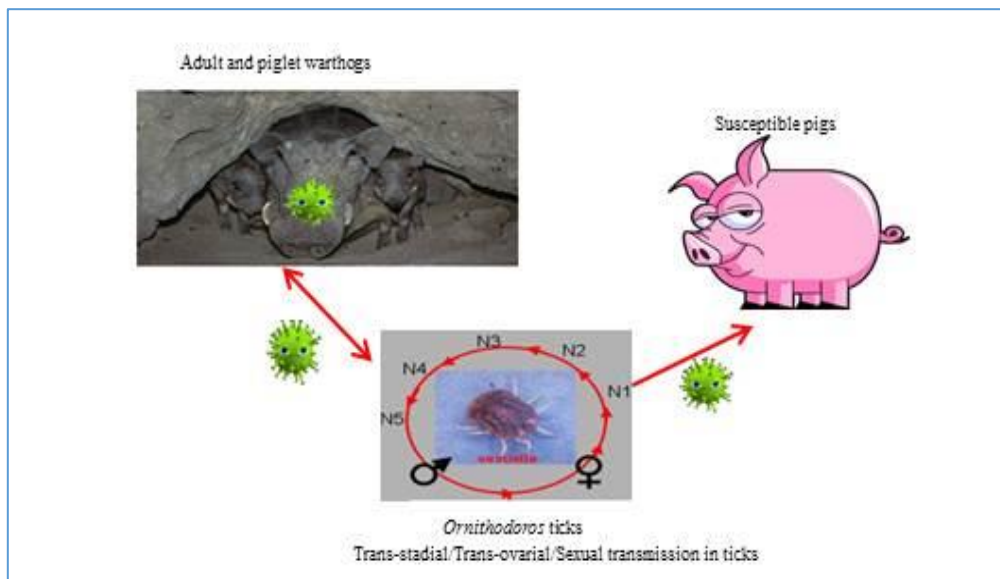 Adult and piglet warthogs
Susceptible pigs
N3
N4
N2
N1
N5
♂
♀
Ornithodoros ticks
Trans-stadial/Trans-ovarial/Sexual transmission in ticks